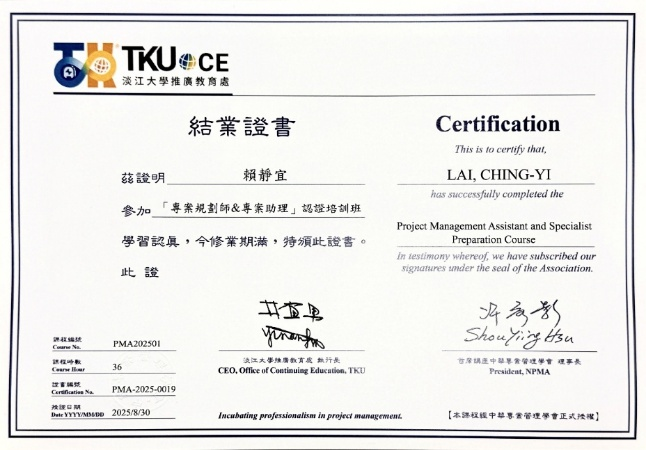 TKU CE
淡江大學推廣教育處
結業證書
茲證明 賴靜宜
參加 「專案規劃師&專案助理」認證培訓班
學習認真，今修業期滿，特頒此證書。
此 證
Certification
This is to certify that,
LAI, CHING-YI
has successfully completed the
Project Management Assistant and Specialist
Preparation Course
In testimony whereof, we have subscribed our
signatures under the seal of the Association.
課程編號
Course No. PMA202501
課程時數
Course Hour 36
證書編號
Certification No. PMA-2025-0019
發證日期
Date YYYY/MM/DD 2025/8/30
淡江大學推廣教育處 執行長
CEO, Office of Continuing Education, TKU
ShouYiing Hsu
中華專案管理學會 理事長
President, NPMA
Incubating professionalism in project management.
【本課程經中華專案管理學會正式授權】